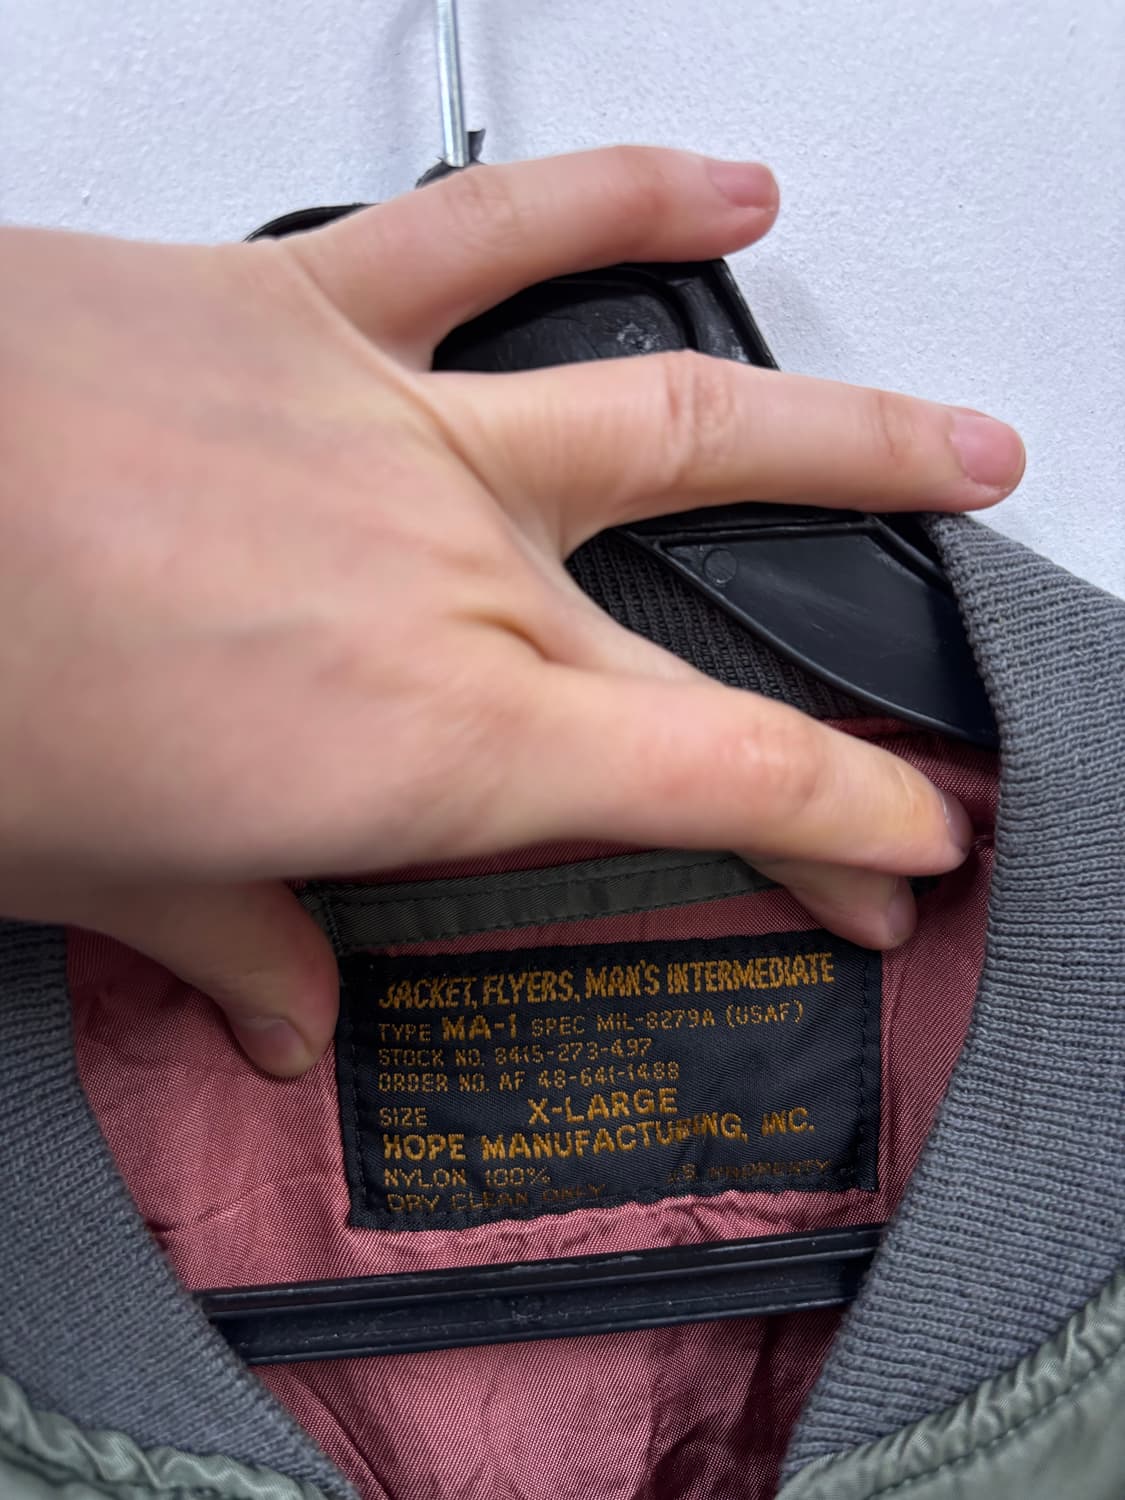 JACKET, FLYERS, MAN'S INTERMEDIATE
TYPE MA-1 SPEC MIL-8279A (USAF)
STOCK NO. 8415-273-497
ORDER NO. AF 48-641-1488
SIZE X-LARGE
HOPE MANUFACTURING, INC.
NYLON 100% U.S. PROPERTY
DRY CLEAN ONLY